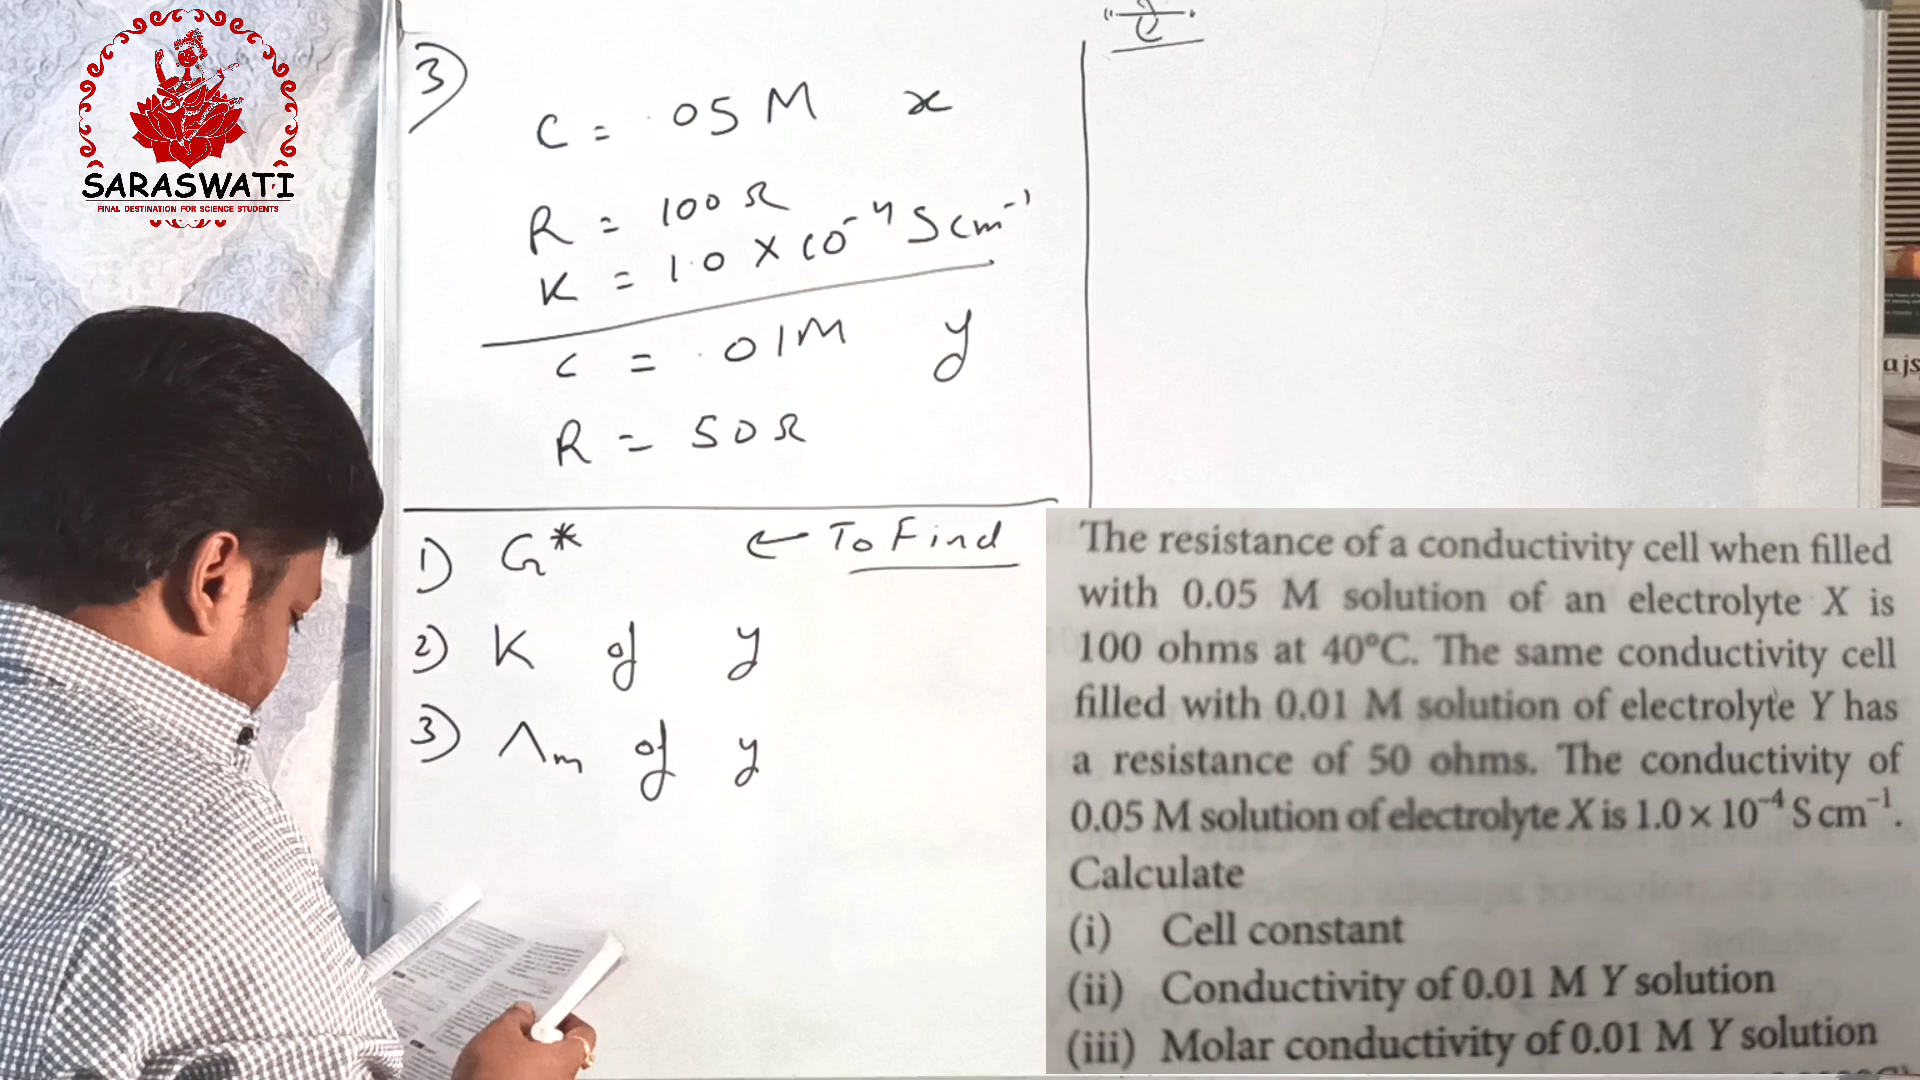 SARASWATI
FINAL DESTINATION FOR SCIENCE STUDENTS
3)
C = .05 M x
R = 100 Ω
K = 1.0 × 10⁻⁴ S cm⁻¹
C = .01 M y
R = 50 Ω
1) G* ← To Find
2) K of y
3) Λm of y
The resistance of a conductivity cell when filled
with 0.05 M solution of an electrolyte X is
100 ohms at 40°C. The same conductivity cell
filled with 0.01 M solution of electrolyte Y has
a resistance of 50 ohms. The conductivity of
0.05 M solution of electrolyte X is 1.0 × 10⁻⁴ S cm⁻¹.
Calculate
(i) Cell constant
(ii) Conductivity of 0.01 M Y solution
(iii) Molar conductivity of 0.01 M Y solution
ajs